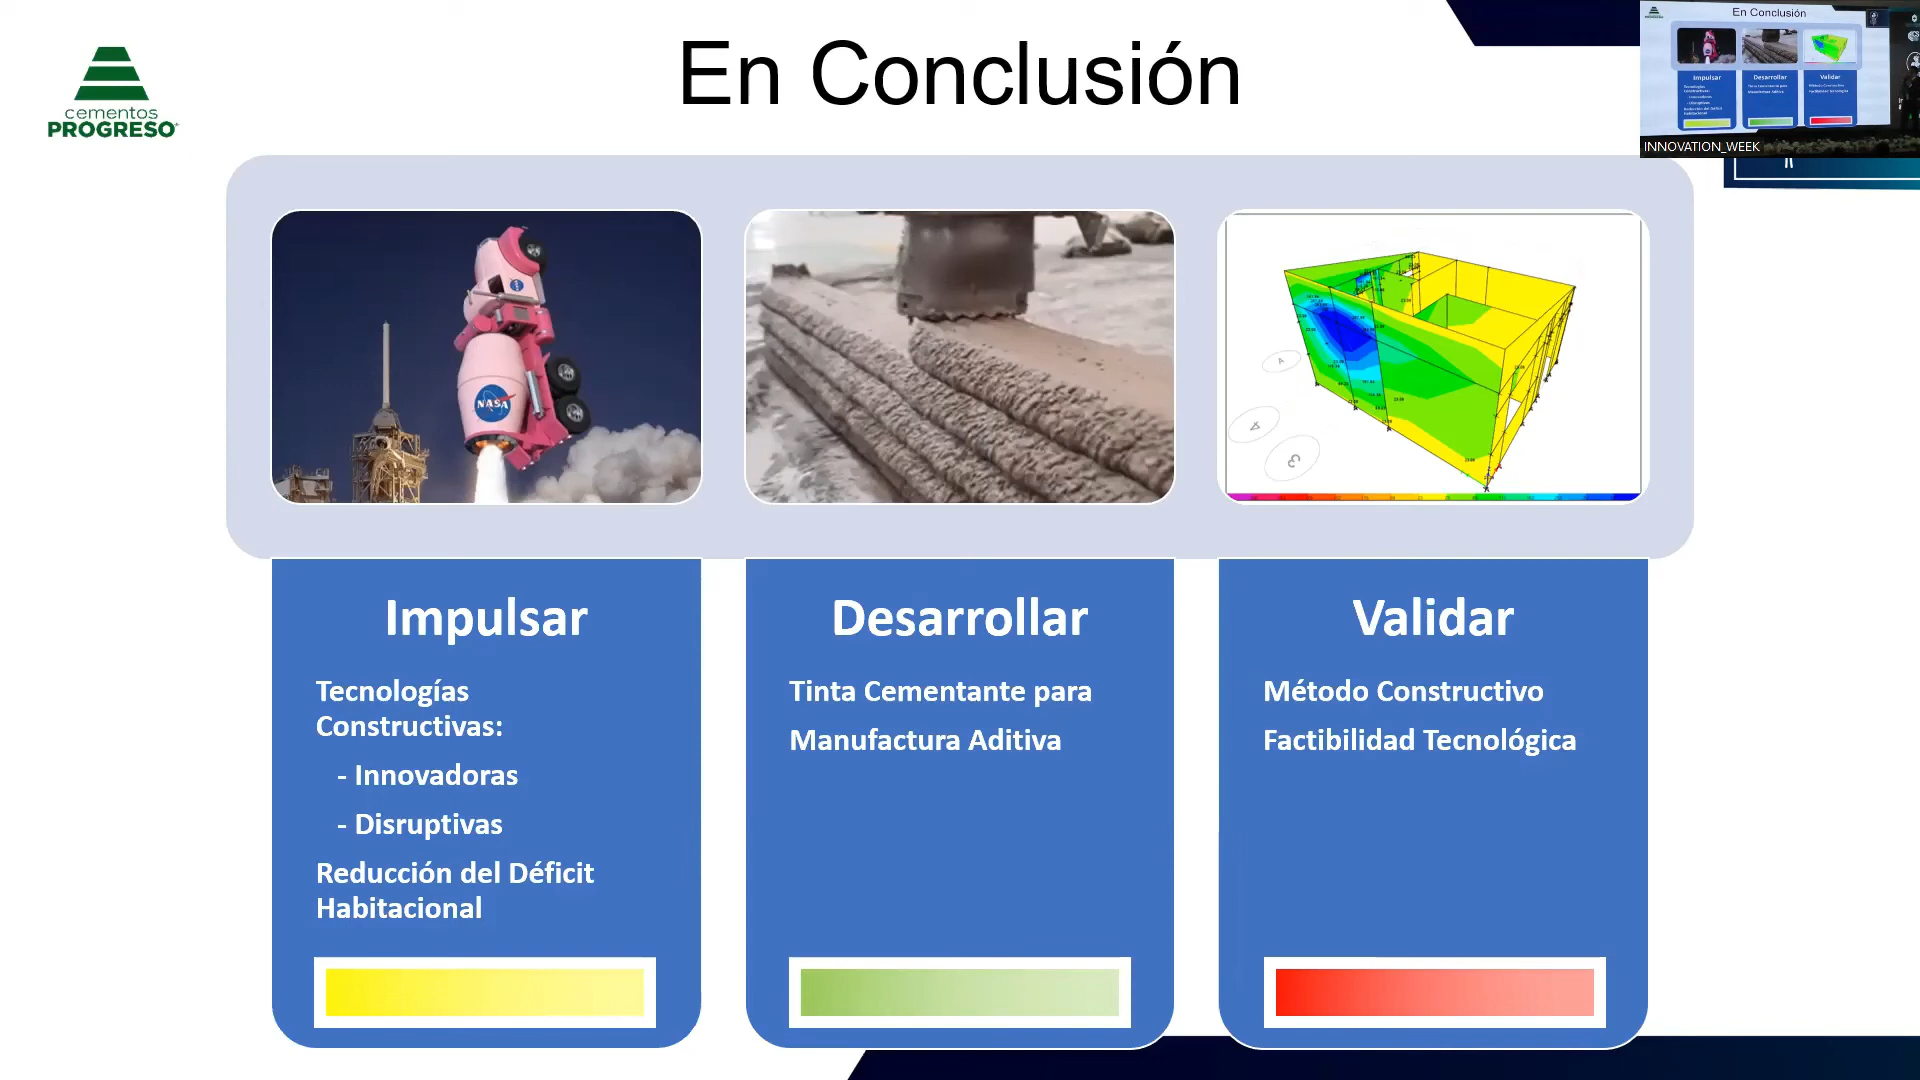 En Conclusión
cementos
PROGRESO
En Conclusión
Impulsar
Desarrollar
Validar
INNOVATION_WEEK
NASA
Impulsar
Tecnologías
Constructivas:
- Innovadoras
- Disruptivas
Reducción del Déficit
Habitacional
Desarrollar
Tinta Cementante para
Manufactura Aditiva
Validar
Método Constructivo
Factibilidad Tecnológica